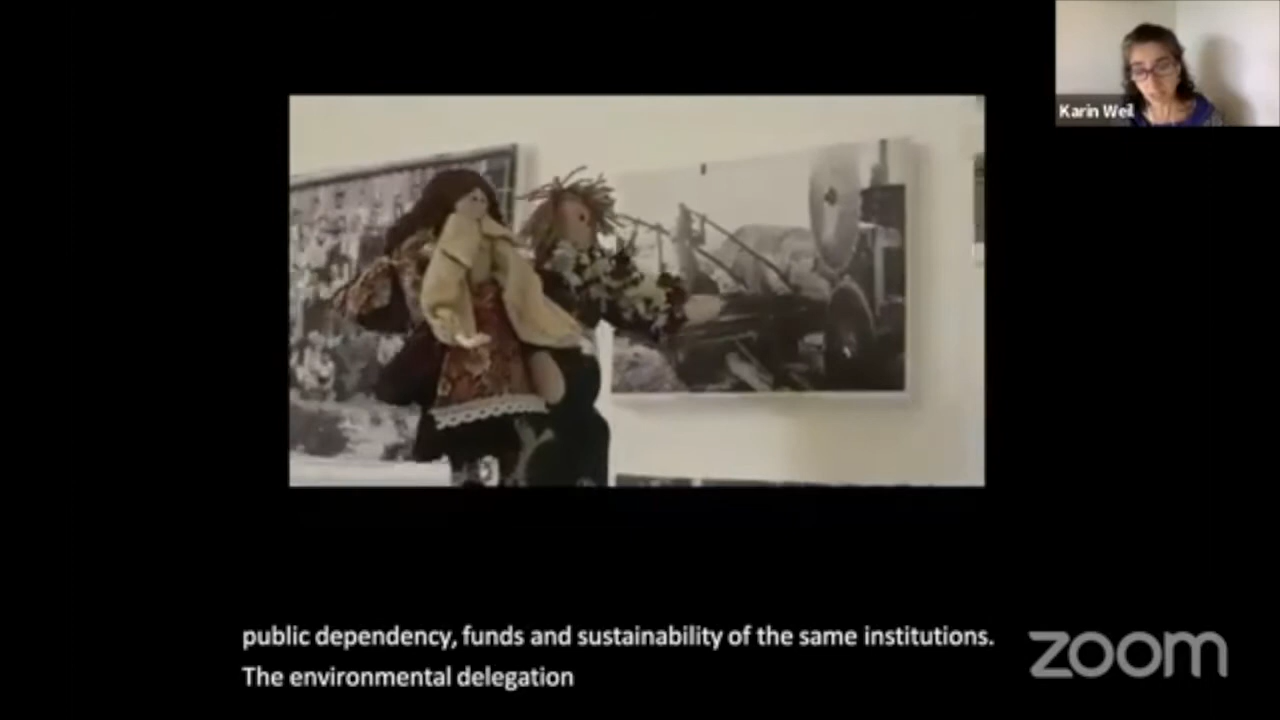 Karin Weil
public dependency, funds and sustainability of the same institutions.
The environmental delegation
zoom